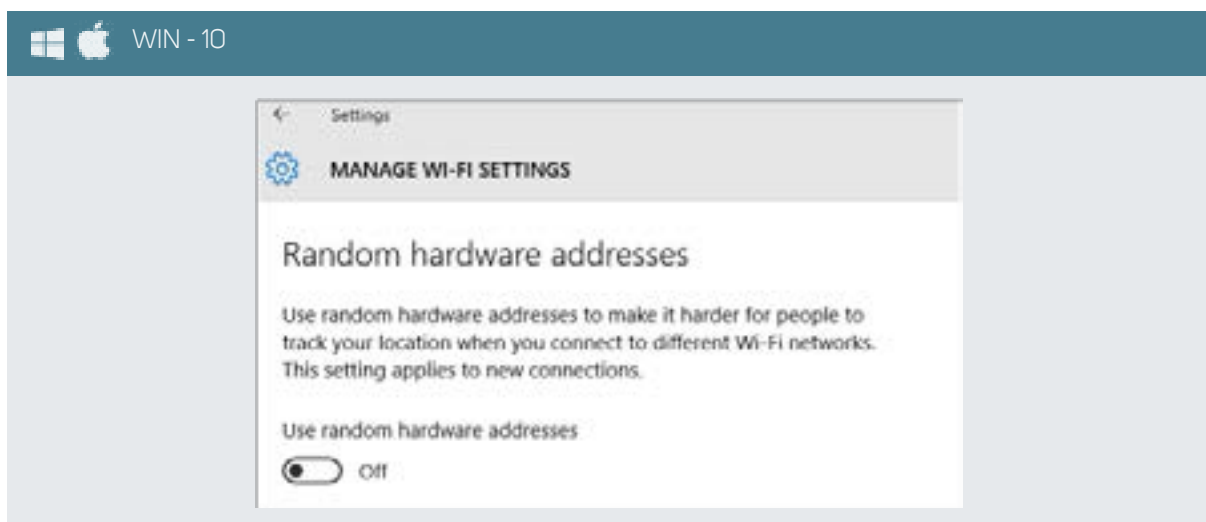 WIN - 10
Settings
MANAGE WI-FI SETTINGS
Random hardware addresses
Use random hardware addresses to make it harder for people to
track your location when you connect to different Wi-Fi networks.
This setting applies to new connections.
Use random hardware addresses
Off